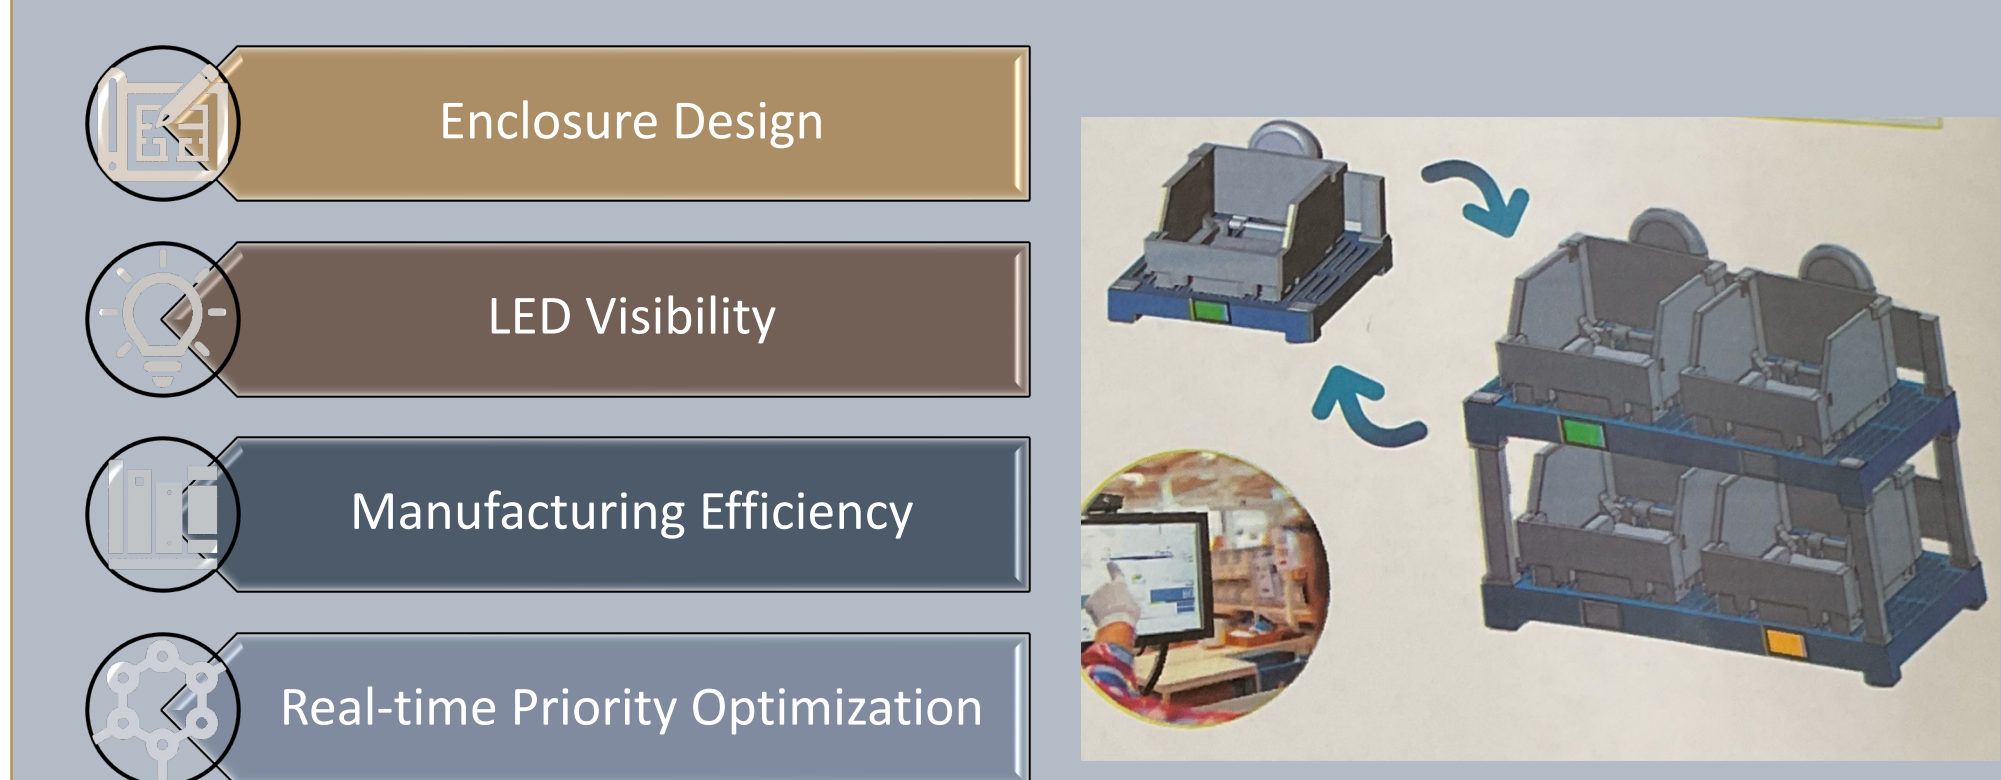 Enclosure Design
LED Visibility
Manufacturing Efficiency
Real-time Priority Optimization